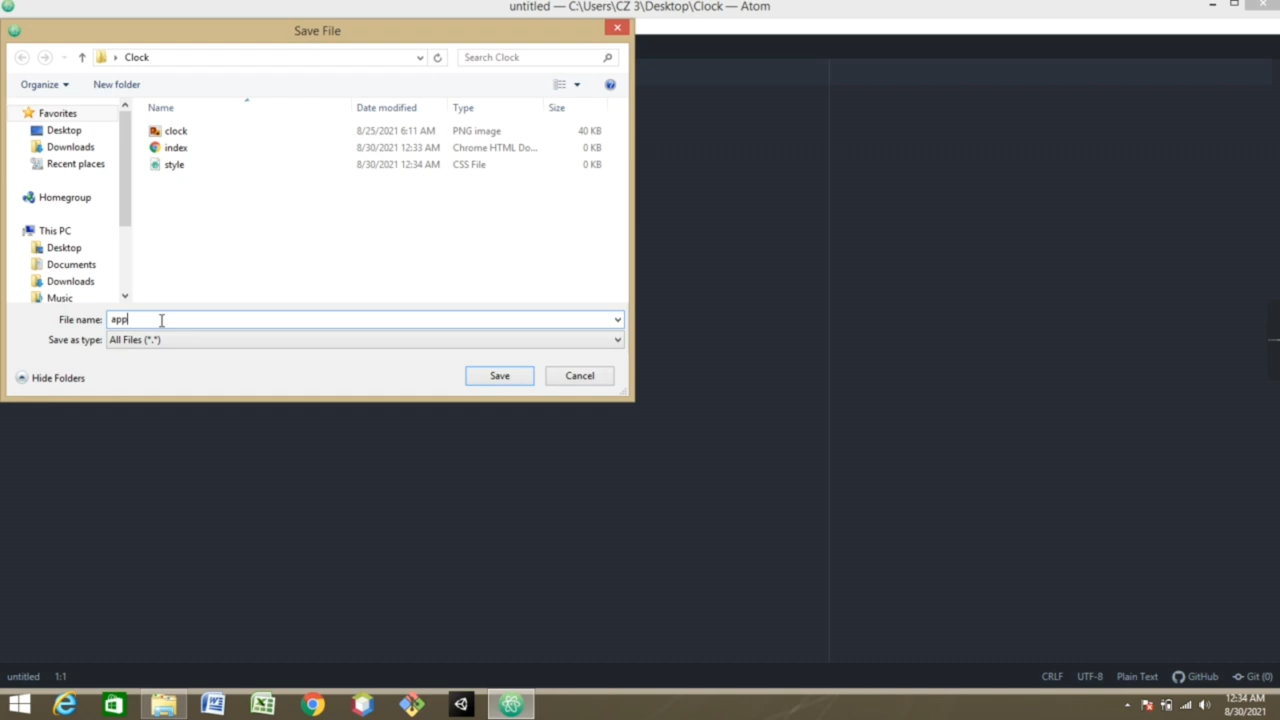 untitled — C:\Users\CZ 3\Desktop\Clock — Atom
Save File
Clock
Search Clock
Organize
New folder
Name Date modified Type Size
clock 8/25/2021 6:11 AM PNG image 40 KB
index 8/30/2021 12:33 AM Chrome HTML Do... 0 KB
style 8/30/2021 12:34 AM CSS File 0 KB
Favorites
Desktop
Downloads
Recent places
Homegroup
This PC
Desktop
Documents
Downloads
Music
File name: app
Save as type: All Files (*.*)
Hide Folders
Save
Cancel
untitled 1:1 CRLF UTF-8 Plain Text GitHub Git (0)
12:34 AM
8/30/2021